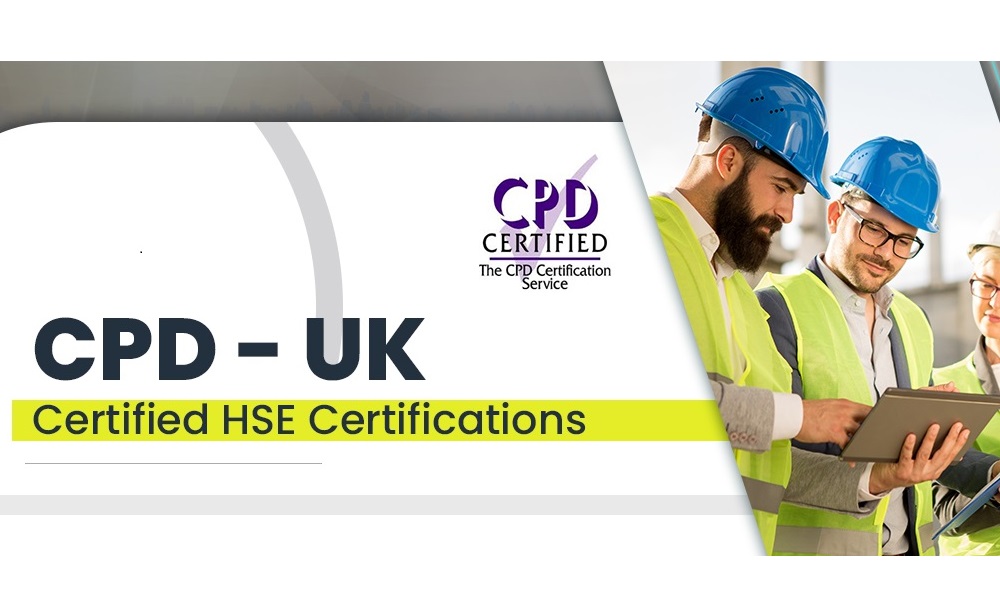 CPD
CERTIFIED
The CPD Certification
Service
CPD - UK
Certified HSE Certifications